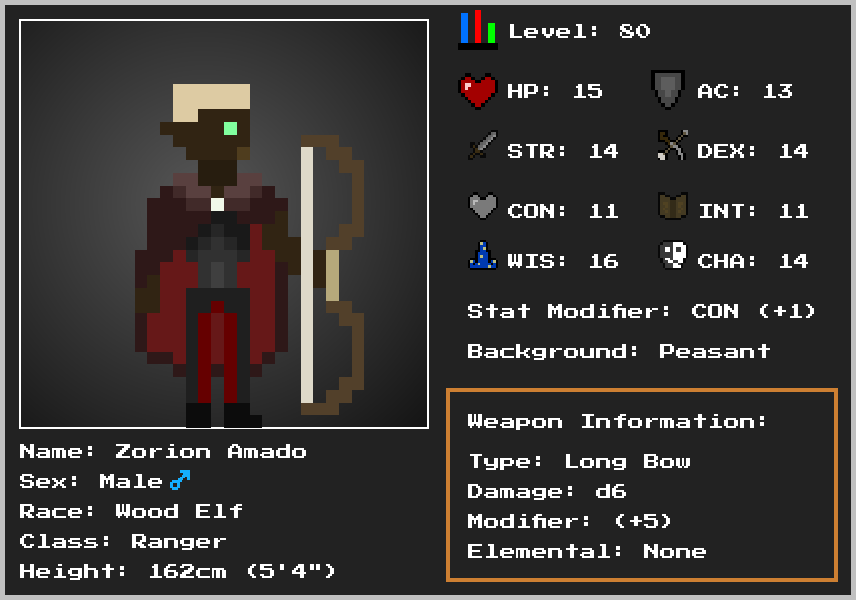 Level: 80
HP: 15 AC: 13
STR: 14 DEX: 14
CON: 11 INT: 11
WIS: 16 CHA: 14
Stat Modifier: CON (+1)
Background: Peasant
Weapon Information:
Type: Long Bow
Damage: d6
Modifier: (+5)
Elemental: None
Name: Zorion Amado
Sex: Male♂
Race: Wood Elf
Class: Ranger
Height: 162cm (5'4")